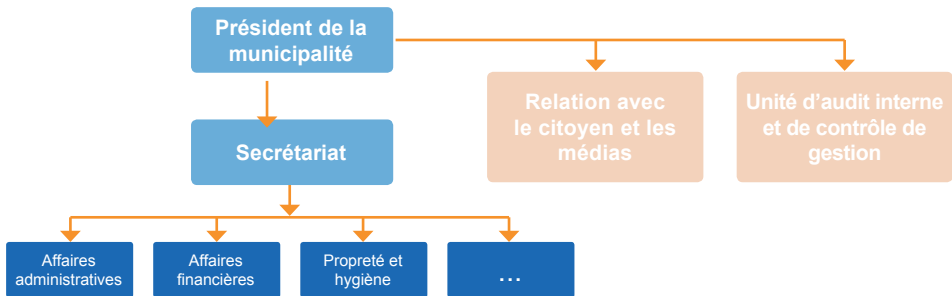 Président de la
municipalité
Relation avec
le citoyen et les
médias
Unité d'audit interne
et de contrôle de
gestion
Secrétariat
Affaires
administratives
Affaires
financières
Propreté et
hygiène
...